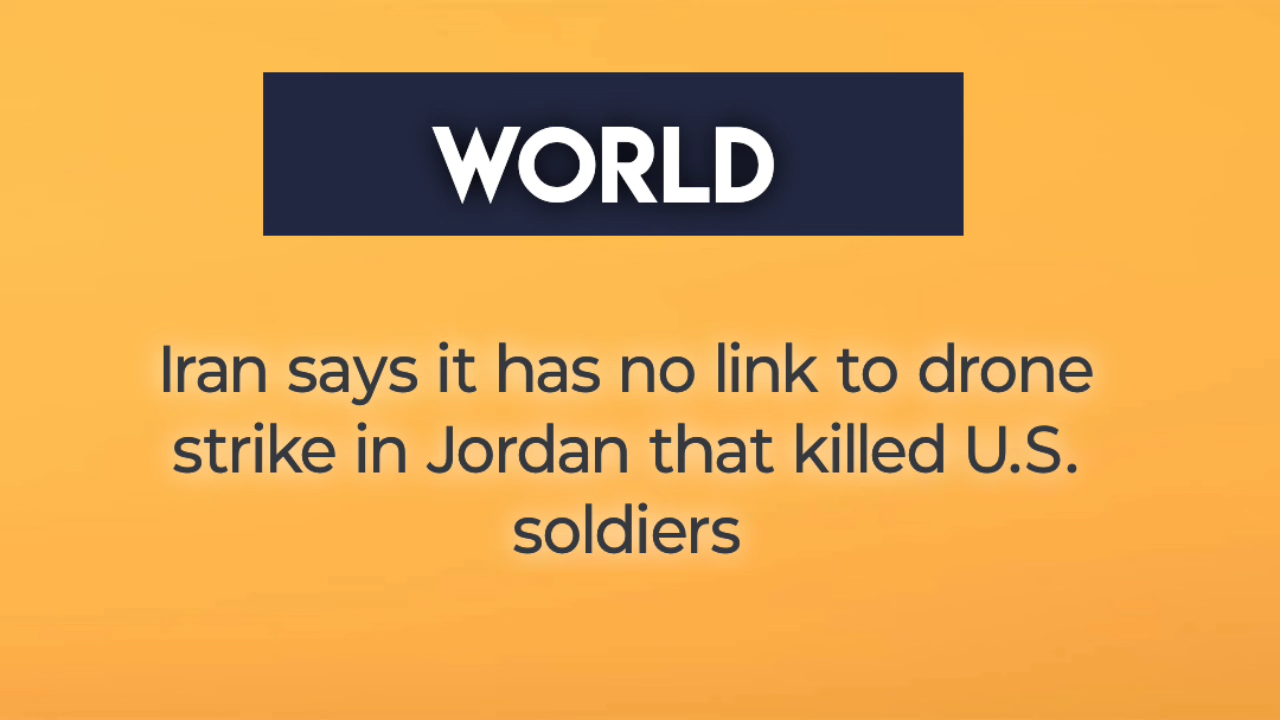 WORLD
Iran says it has no link to drone
strike in Jordan that killed U.S.
soldiers